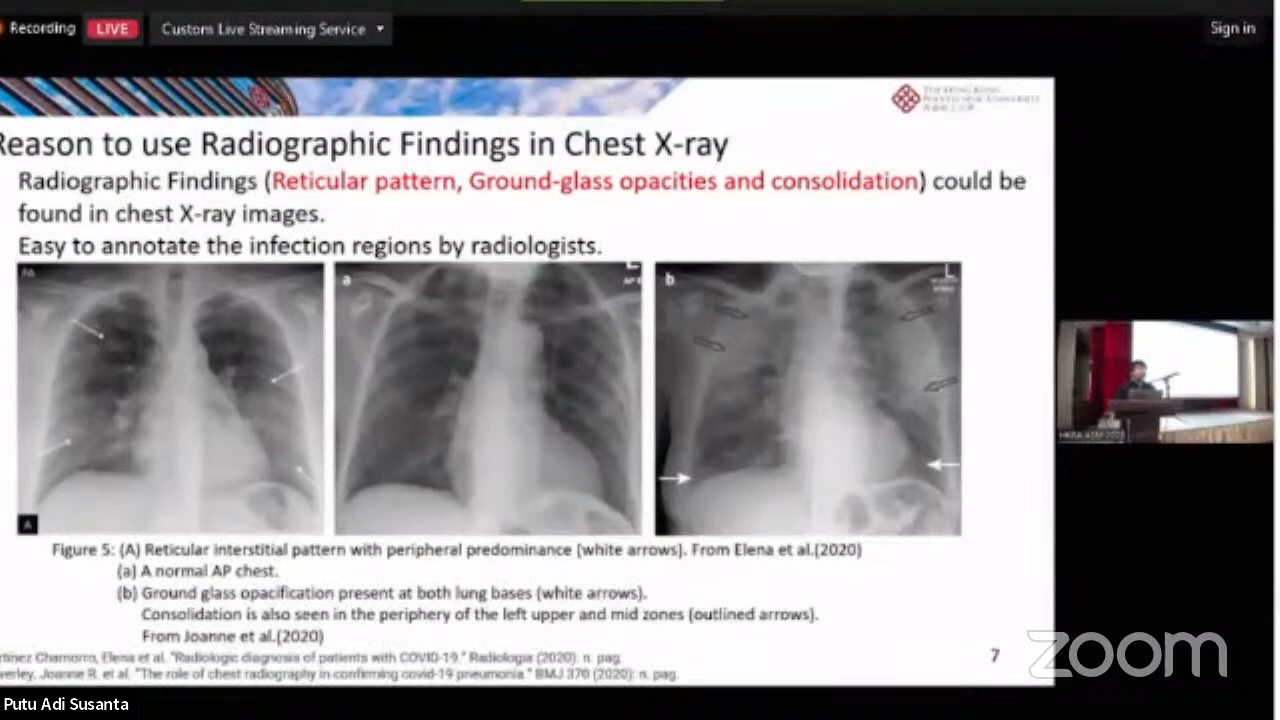 Recording
LIVE
Custom Live Streaming Service
Sign in
Reason to use Radiographic Findings in Chest X-ray
Radiographic Findings (Reticular pattern, Ground-glass opacities and consolidation) could be
found in chest X-ray images.
Easy to annotate the infection regions by radiologists.
PA
a
b
L
A
Figure 5: (A) Reticular interstitial pattern with peripheral predominance (white arrows). From Elena et al.(2020)
(a) A normal AP chest.
(b) Ground glass opacification present at both lung bases (white arrows).
Consolidation is also seen in the periphery of the left upper and mid zones (outlined arrows).
From Joanne et al.(2020)
Chamorro, Elena et al. "Radiologic diagnosis of patients with COVID-19." Radiologia (2020): n. pag.
Joanne R. et al. "The role of chest radiography in confirming covid-19 pneumonia." BMJ 370 (2020): n. pag.
7
zoom
Putu Adi Susanta